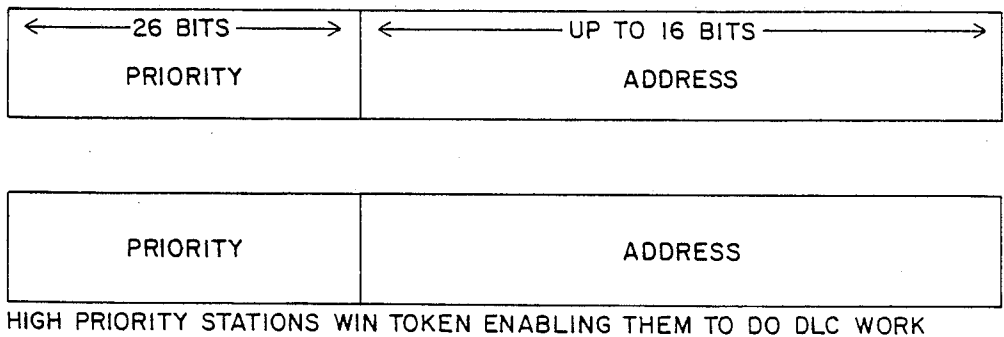 26 BITS UP TO 16 BITS
PRIORITY ADDRESS
PRIORITY ADDRESS
HIGH PRIORITY STATIONS WIN TOKEN ENABLING THEM TO DO DLC WORK